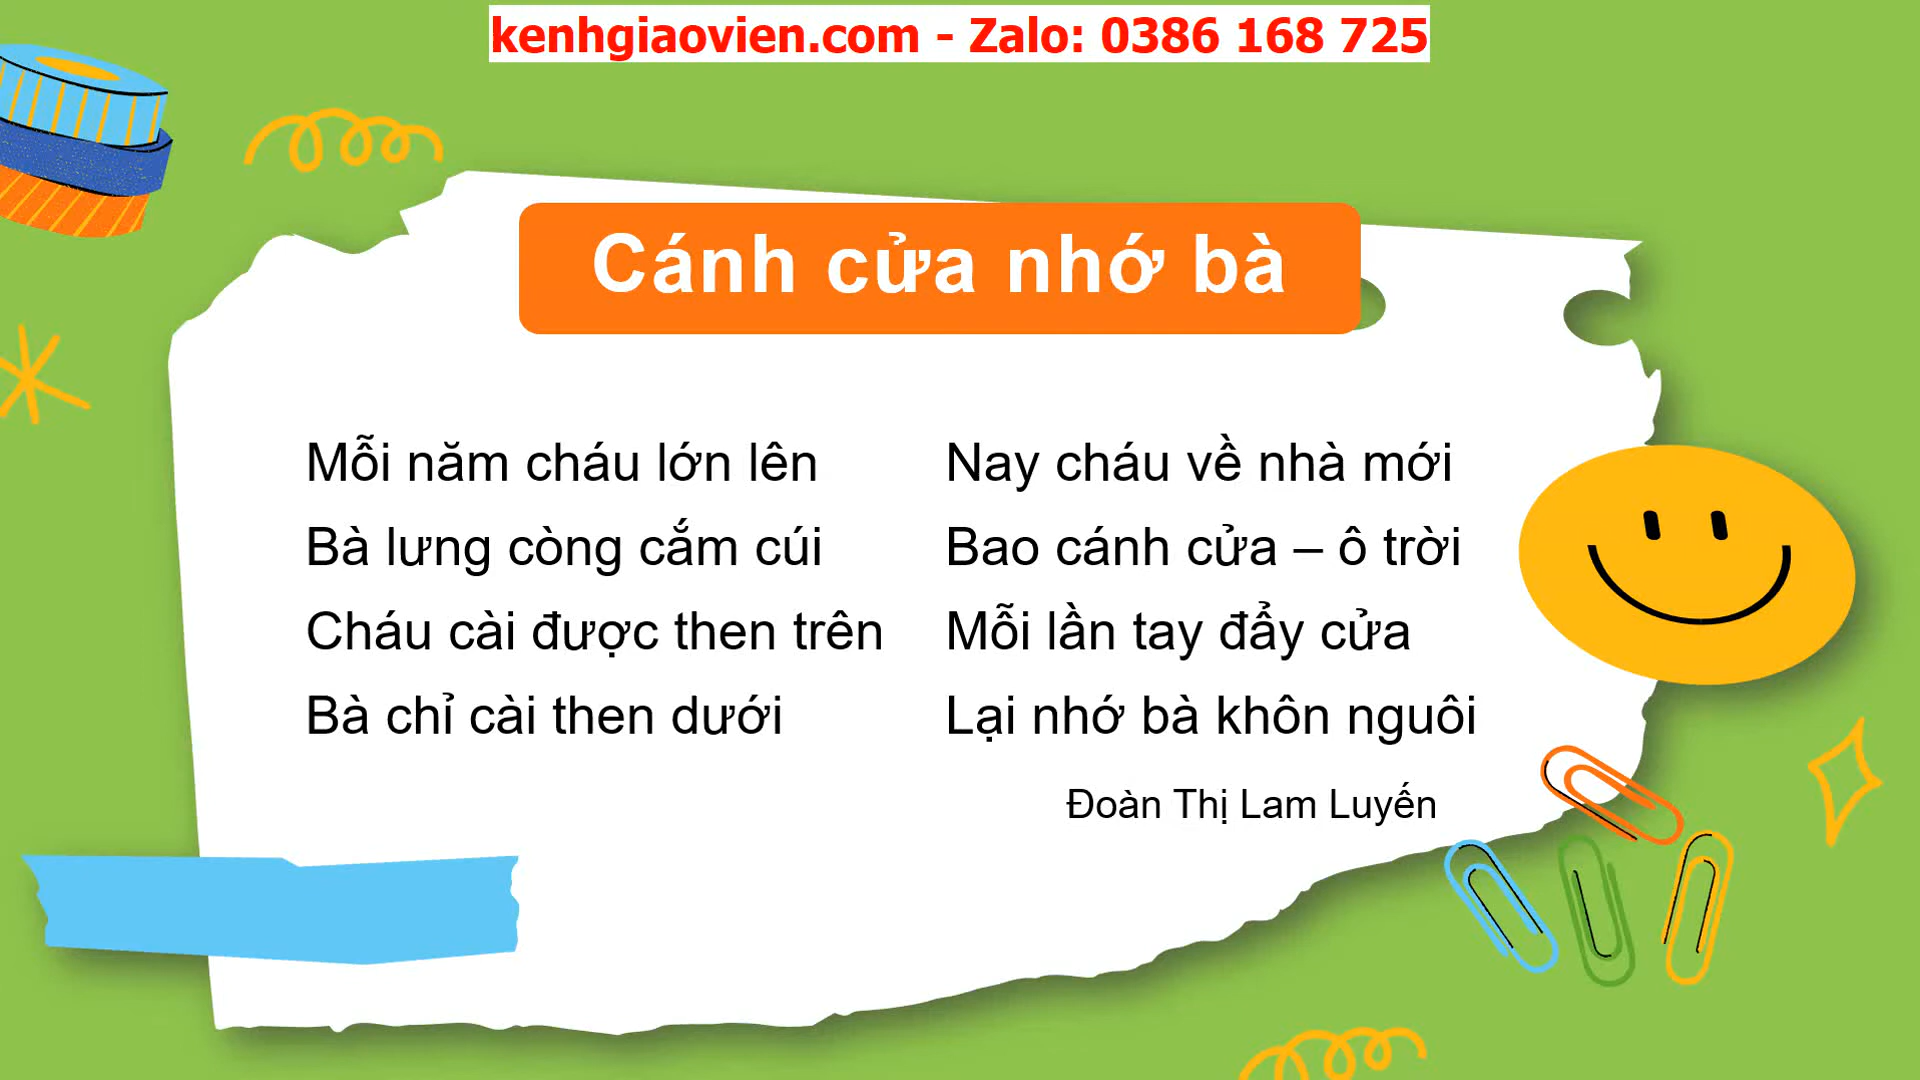 kenhgiaovien.com - Zalo: 0386 168 725
Cánh cửa nhớ bà
Mỗi năm cháu lớn lên
Bà lưng còng cắm cúi
Cháu cài được then trên
Bà chỉ cài then dưới
Nay cháu về nhà mới
Bao cánh cửa – ô trời
Mỗi lần tay đẩy cửa
Lại nhớ bà khôn nguôi
Đoàn Thị Lam Luyến